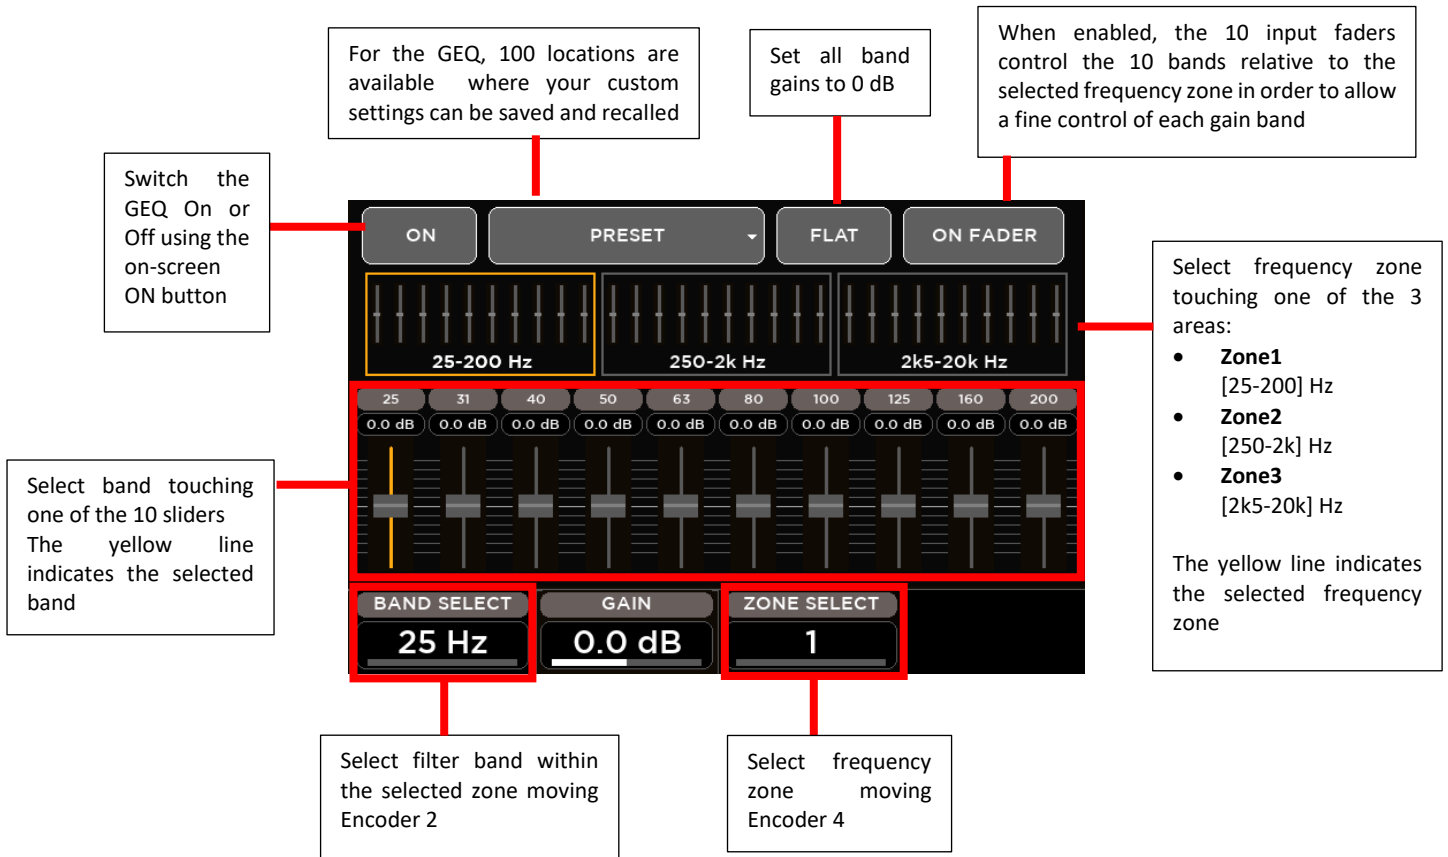 For the GEQ, 100 locations are
available where your custom
settings can be saved and recalled
Set all band
gains to 0 dB
When enabled, the 10 input faders
control the 10 bands relative to the
selected frequency zone in order to allow
a fine control of each gain band
Switch the
GEQ On or
Off using the
on-screen
ON button
ON
PRESET
FLAT
ON FADER
25-200 Hz
250-2k Hz
2k5-20k Hz
Select frequency zone
touching one of the 3
areas:
• Zone1
[25-200] Hz
• Zone2
[250-2k] Hz
• Zone3
[2k5-20k] Hz
The yellow line indicates
the selected frequency
zone
25 31 40 50 63 80 100 125 160 200
0.0 dB 0.0 dB 0.0 dB 0.0 dB 0.0 dB 0.0 dB 0.0 dB 0.0 dB 0.0 dB 0.0 dB
Select band touching
one of the 10 sliders
The yellow line
indicates the selected
band
BAND SELECT
25 Hz
GAIN
0.0 dB
ZONE SELECT
1
Select filter band within
the selected zone moving
Encoder 2
Select frequency
zone moving
Encoder 4